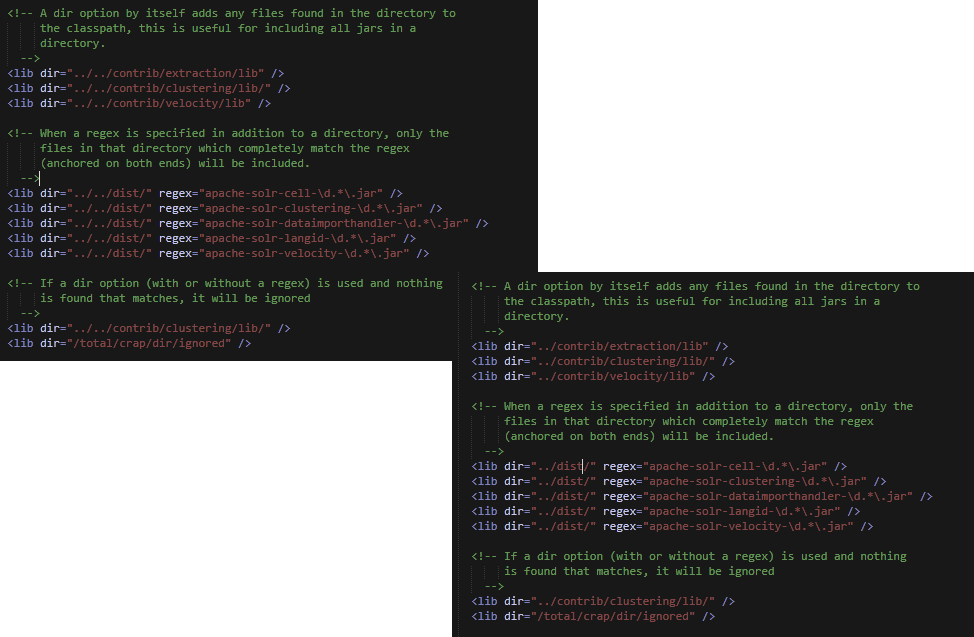 <!-- A dir option by itself adds any files found in the directory to
the classpath, this is useful for including all jars in a
directory.
-->
<lib dir="../../contrib/extraction/lib" />
<lib dir="../../contrib/clustering/lib/" />
<lib dir="../../contrib/velocity/lib" />
<!-- When a regex is specified in addition to a directory, only the
files in that directory which completely match the regex
(anchored on both ends) will be included.
-->
<lib dir="../../dist/" regex="apache-solr-cell-\d.*\.jar" />
<lib dir="../../dist/" regex="apache-solr-clustering-\d.*\.jar" />
<lib dir="../../dist/" regex="apache-solr-dataimporthandler-\d.*\.jar" />
<lib dir="../../dist/" regex="apache-solr-langid-\d.*\.jar" />
<lib dir="../../dist/" regex="apache-solr-velocity-\d.*\.jar" />
<!-- If a dir option (with or without a regex) is used and nothing
is found that matches, it will be ignored
-->
<lib dir="../../contrib/clustering/lib/" />
<lib dir="/total/crap/dir/ignored" />
<!-- A dir option by itself adds any files found in the directory to
the classpath, this is useful for including all jars in a
directory.
-->
<lib dir="../contrib/extraction/lib" />
<lib dir="../contrib/clustering/lib/" />
<lib dir="../contrib/velocity/lib" />
<!-- When a regex is specified in addition to a directory, only the
files in that directory which completely match the regex
(anchored on both ends) will be included.
-->
<lib dir="../dist/" regex="apache-solr-cell-\d.*\.jar" />
<lib dir="../dist/" regex="apache-solr-clustering-\d.*\.jar" />
<lib dir="../dist/" regex="apache-solr-dataimporthandler-\d.*\.jar" />
<lib dir="../dist/" regex="apache-solr-langid-\d.*\.jar" />
<lib dir="../dist/" regex="apache-solr-velocity-\d.*\.jar" />
<!-- If a dir option (with or without a regex) is used and nothing
is found that matches, it will be ignored
-->
<lib dir="../contrib/clustering/lib/" />
<lib dir="/total/crap/dir/ignored" />